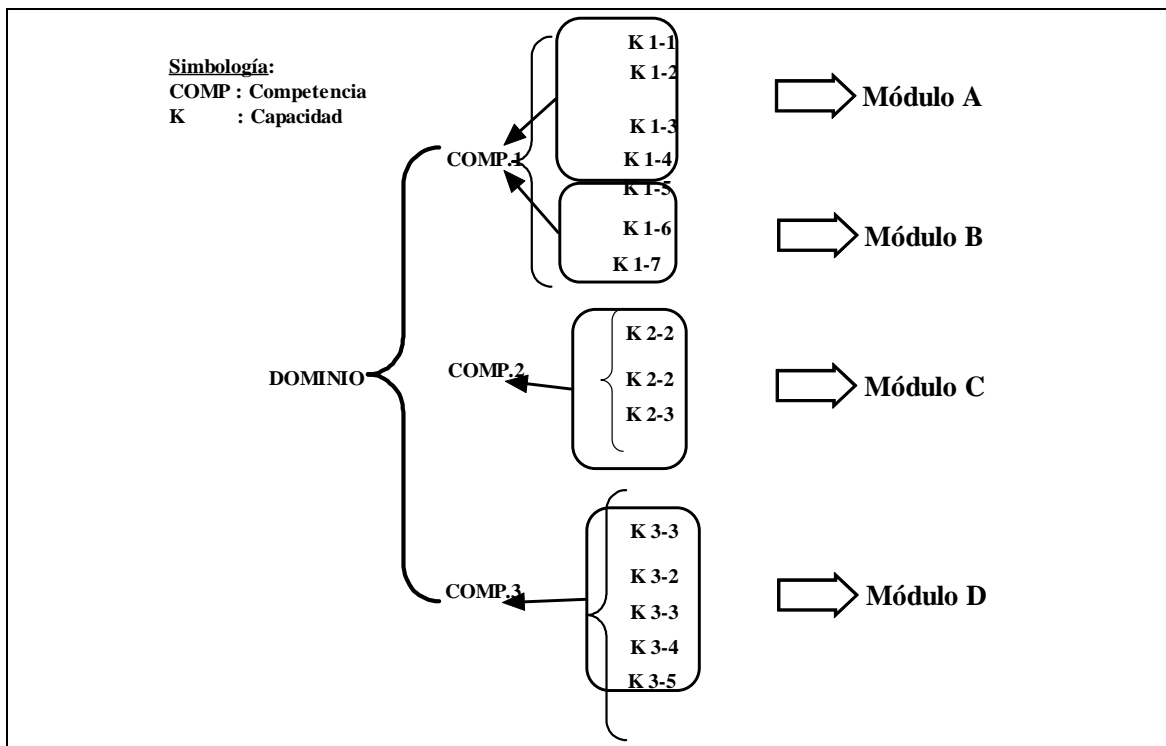 Simbología:
COMP : Competencia
K : Capacidad
DOMINIO
COMP.1
K 1-1
K 1-2
K 1-3
K 1-4
K 1-5
K 1-6
K 1-7
Módulo A
Módulo B
COMP.2
K 2-2
K 2-2
K 2-3
Módulo C
COMP.3
K 3-3
K 3-2
K 3-3
K 3-4
K 3-5
Módulo D